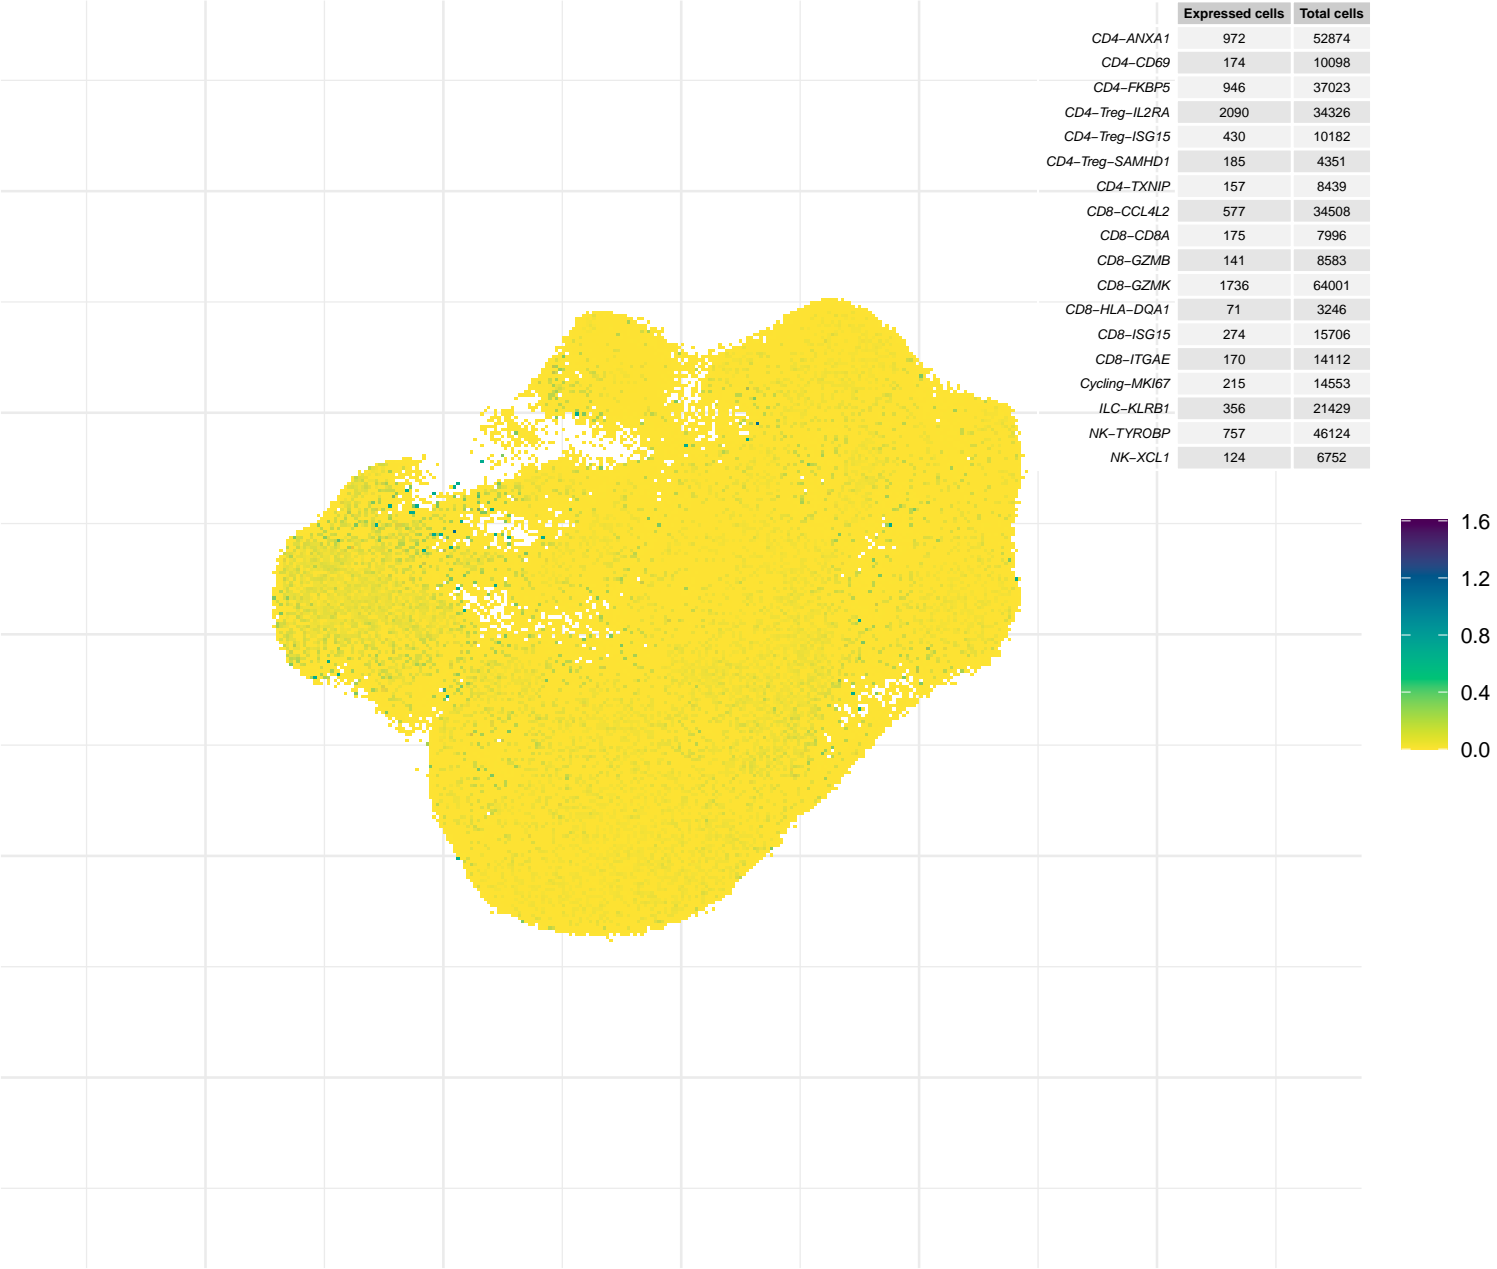 Expressed cells Total cells
CD4−ANXA1 972 52874
CD4−CD69 174 10098
CD4−FKBP5 946 37023
CD4−Treg−IL2RA 2090 34326
CD4−Treg−ISG15 430 10182
CD4−Treg−SAMHD1 185 4351
CD4−TXNIP 157 8439
CD8−CCL4L2 577 34508
CD8−CD8A 175 7996
CD8−GZMB 141 8583
CD8−GZMK 1736 64001
CD8−HLA−DQA1 71 3246
CD8−ISG15 274 15706
CD8−ITGAE 170 14112
Cycling−MKI67 215 14553
ILC−KLRB1 356 21429
NK−TYROBP 757 46124
NK−XCL1 124 6752
1.6
1.2
0.8
0.4
0.0